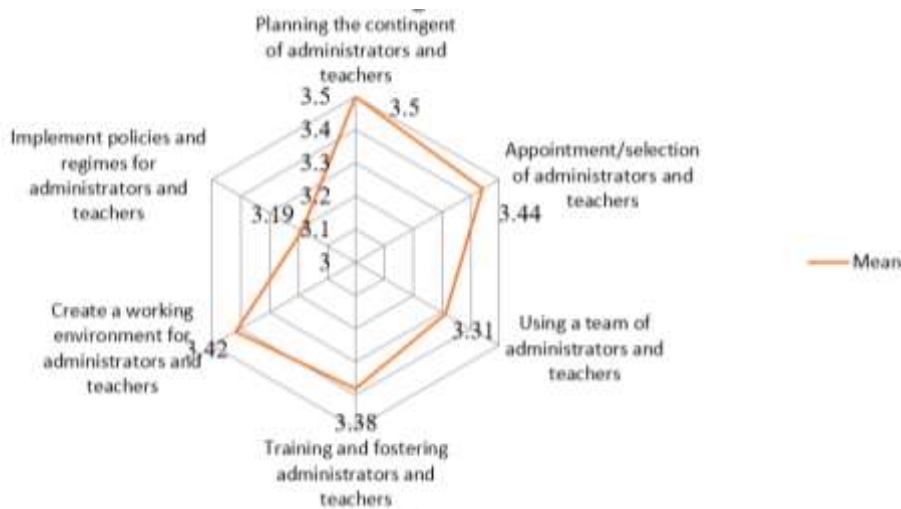 Planning the contingent
of administrators and
teachers
3.5
3.5
3.4
3.3
3.2
3.1
3
Appointment/selection
of administrators and
teachers
3.44
Using a team of
administrators and
teachers
3.31
3.38
Training and fostering
administrators and
teachers
Create a working
environment for
administrators and
teachers
3.42
Implement policies and
regimes for
administrators and
teachers
3.19
Mean